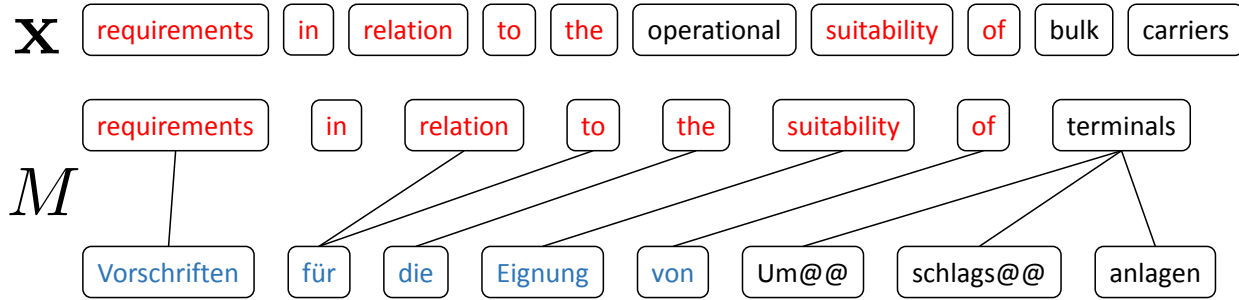 x requirements in relation to the operational suitability of bulk carriers
requirements in relation to the suitability of terminals
M
Vorschriften für die Eignung von Um@@ schlags@@ anlagen